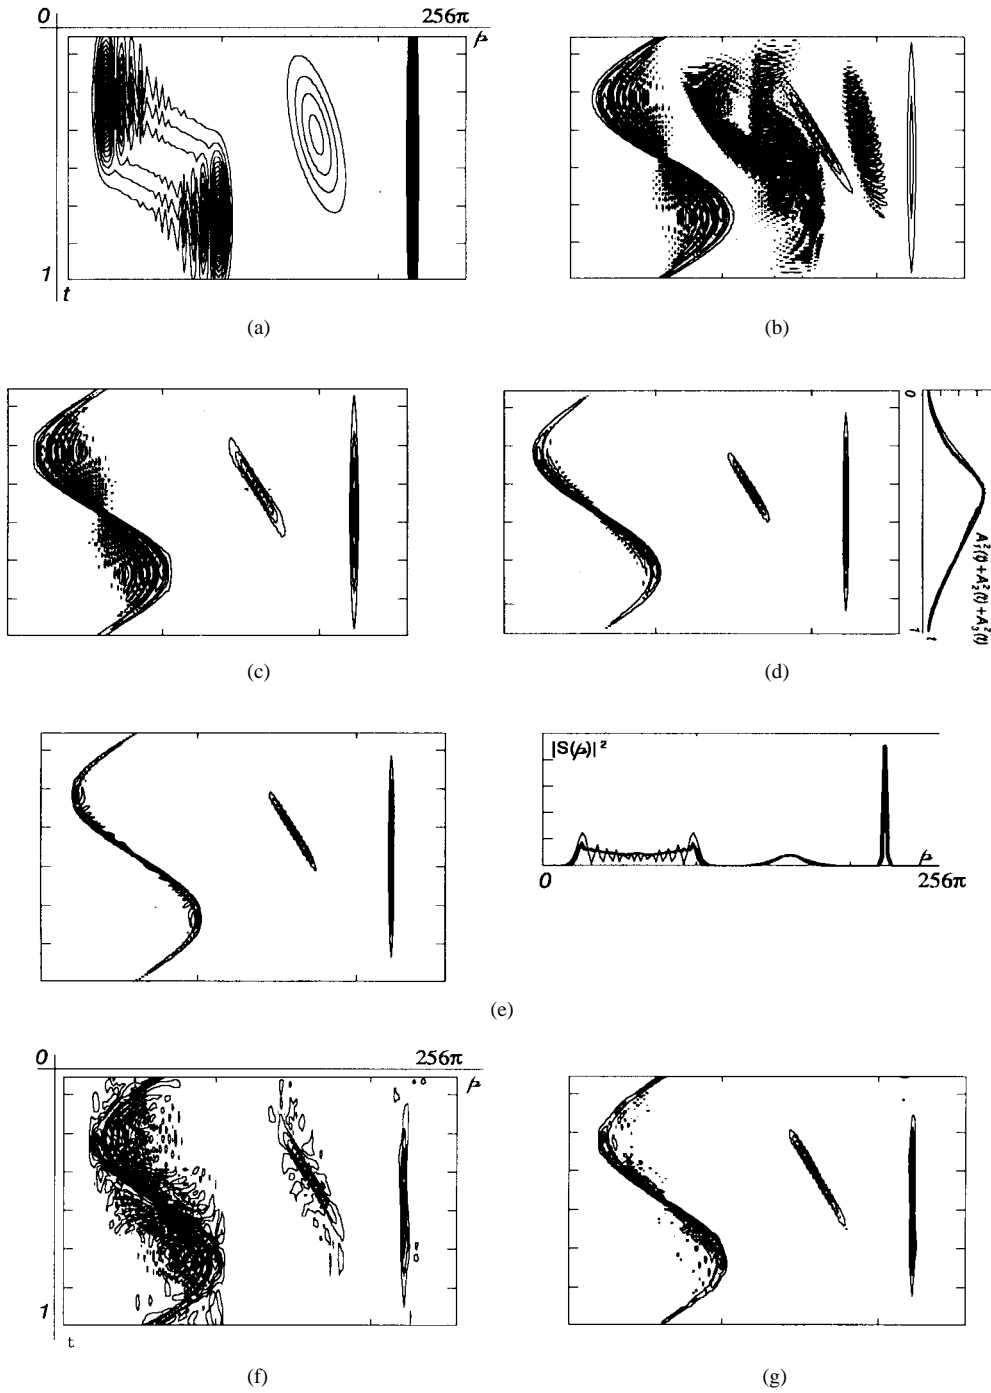 0 256π
p
1
t
(a)
(b)
0
A₁²(t)+A₂²(t)+A₃²(t)
1 t
(c)
(d)
|S(p)|²
p
0 256π
(e)
0 256π
p
1
t
(f)
(g)